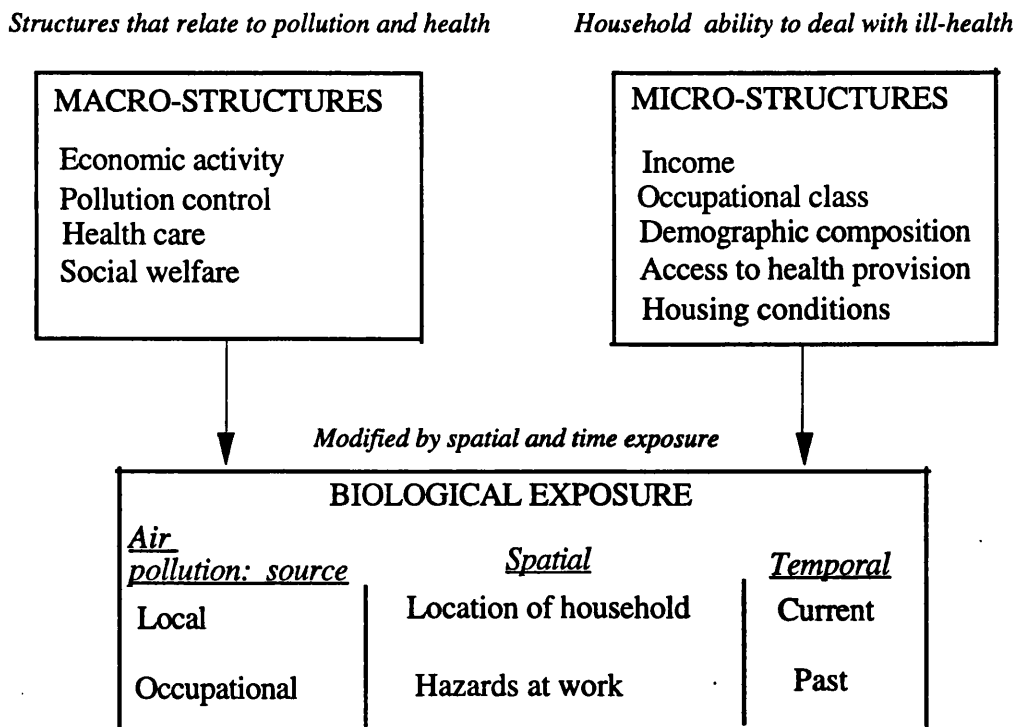 Structures that relate to pollution and health
Household ability to deal with ill-health
MACRO-STRUCTURES
Economic activity
Pollution control
Health care
Social welfare
MICRO-STRUCTURES
Income
Occupational class
Demographic composition
Access to health provision
Housing conditions
Modified by spatial and time exposure
BIOLOGICAL EXPOSURE
Air
pollution: source
Spatial
Temporal
Local
Location of household
Current
Occupational
Hazards at work
Past